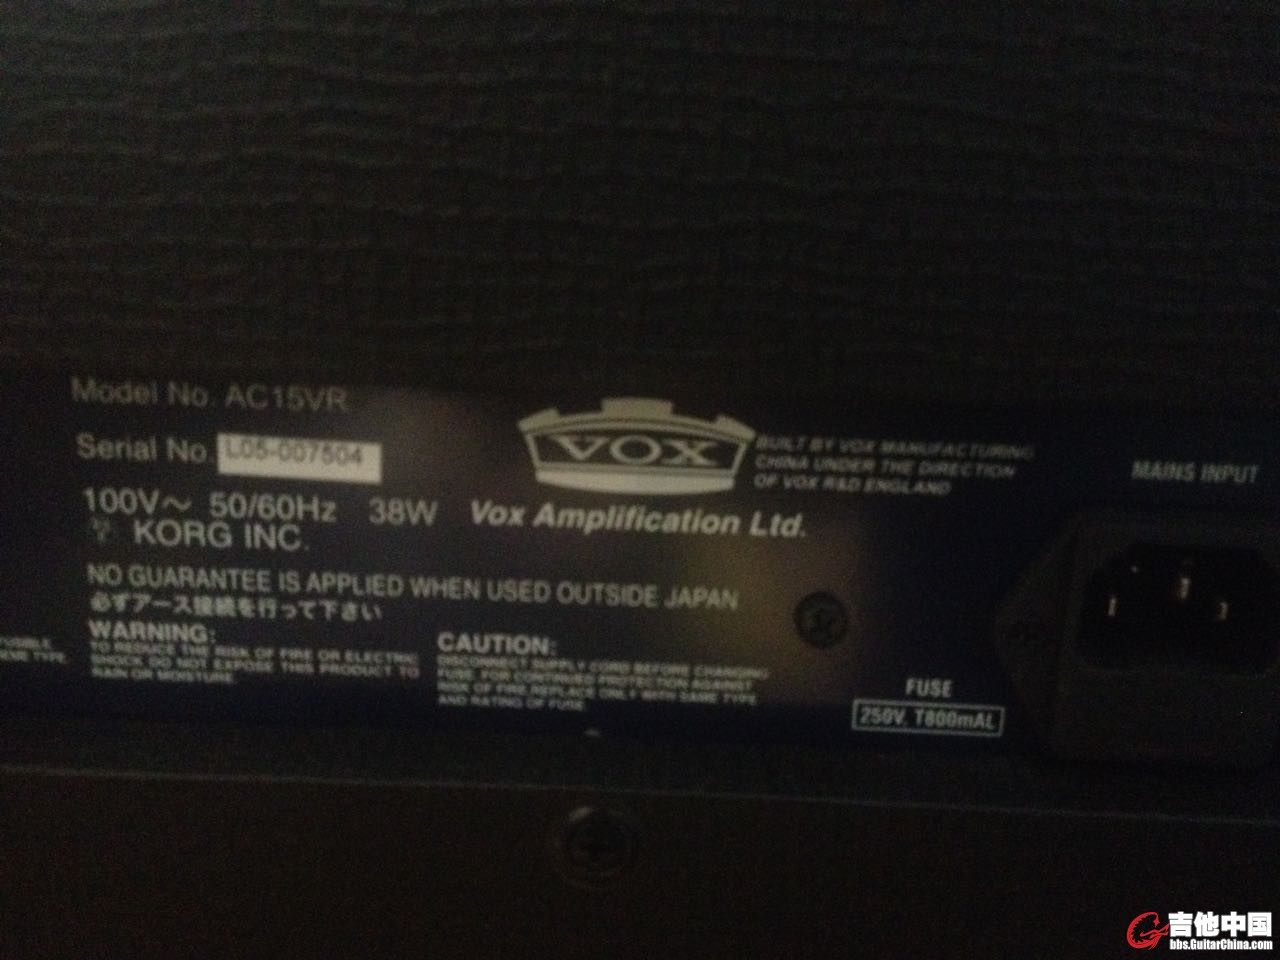 Model No. AC15VR
Serial No. L05-007504
100V～ 50/60Hz 38W
KORG INC.
VOX
Vox Amplification Ltd.
BUILT BY VOX MANUFACTURING
CHINA UNDER THE DIRECTION
OF VOX R&D ENGLAND
MAINS INPUT
NO GUARANTEE IS APPLIED WHEN USED OUTSIDE JAPAN
必ずアース接続を行って下さい
WARNING:
TO REDUCE THE RISK OF FIRE OR ELECTRIC
SHOCK DO NOT EXPOSE THIS PRODUCT TO
RAIN OR MOISTURE.
CAUTION:
DISCONNECT SUPPLY CORD BEFORE CHANGING
FUSE. FOR CONTINUED PROTECTION AGAINST
RISK OF FIRE REPLACE ONLY WITH SAME TYPE
AND RATING OF FUSE.
SAME TYPE
FUSE
250V. T800mAL
吉他中国
bbs.GuitarChina.com